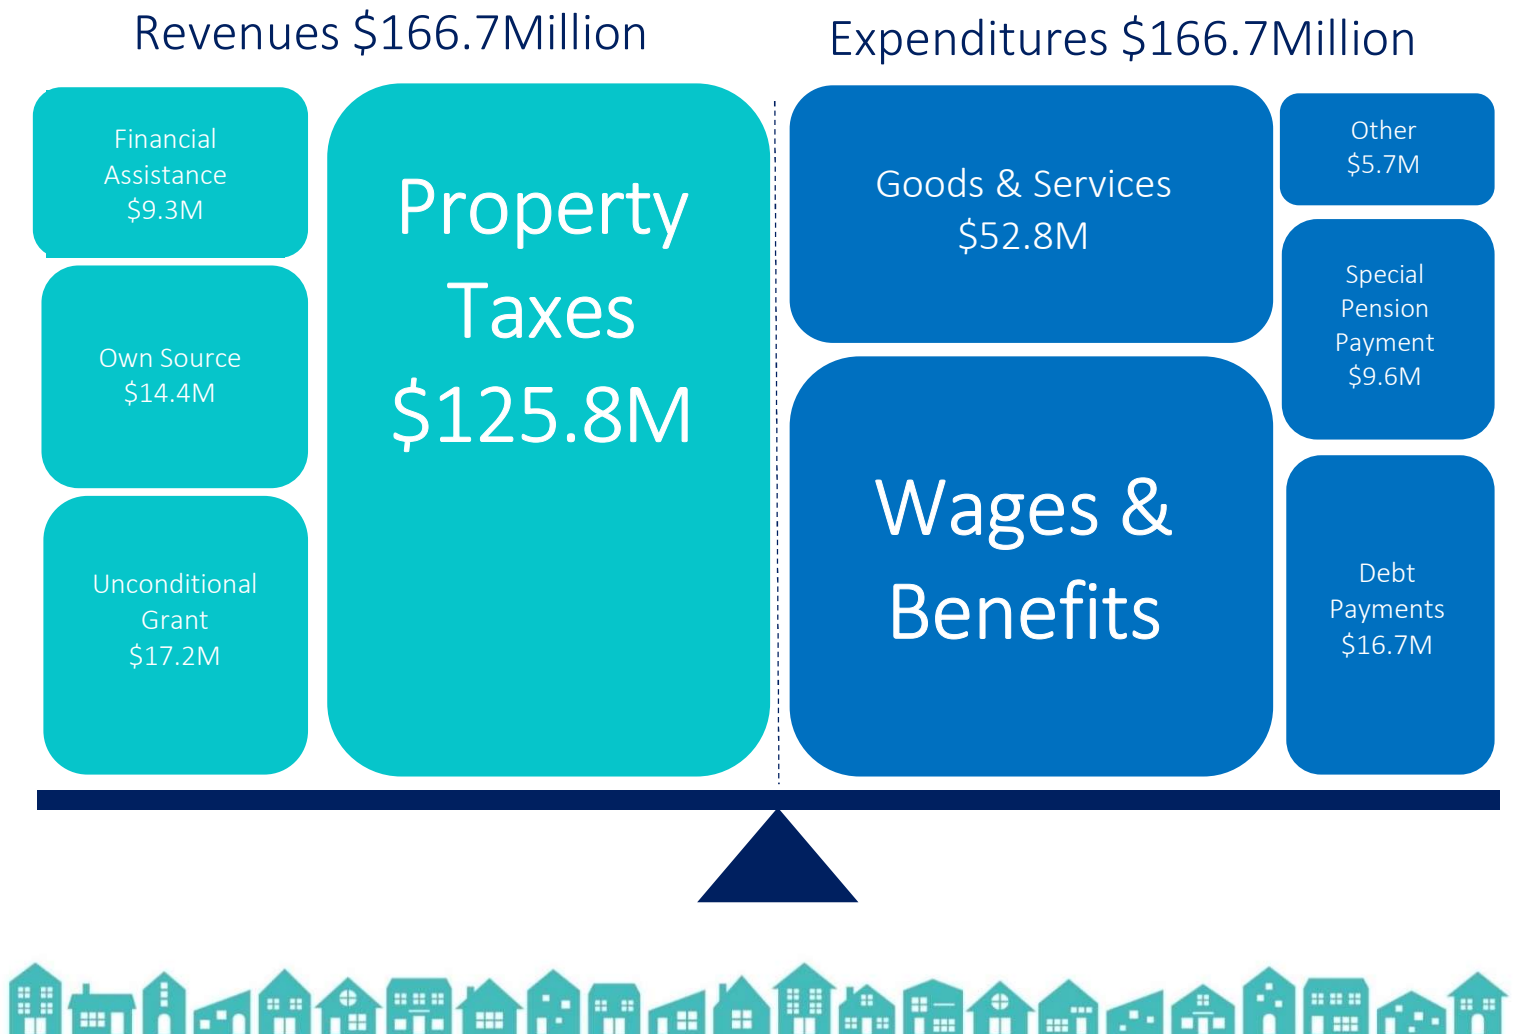 Revenues $166.7Million
Financial
Assistance
$9.3M
Own Source
$14.4M
Unconditional
Grant
$17.2M
Property
Taxes
$125.8M
Expenditures $166.7Million
Goods & Services
$52.8M
Wages &
Benefits
Other
$5.7M
Special
Pension
Payment
$9.6M
Debt
Payments
$16.7M